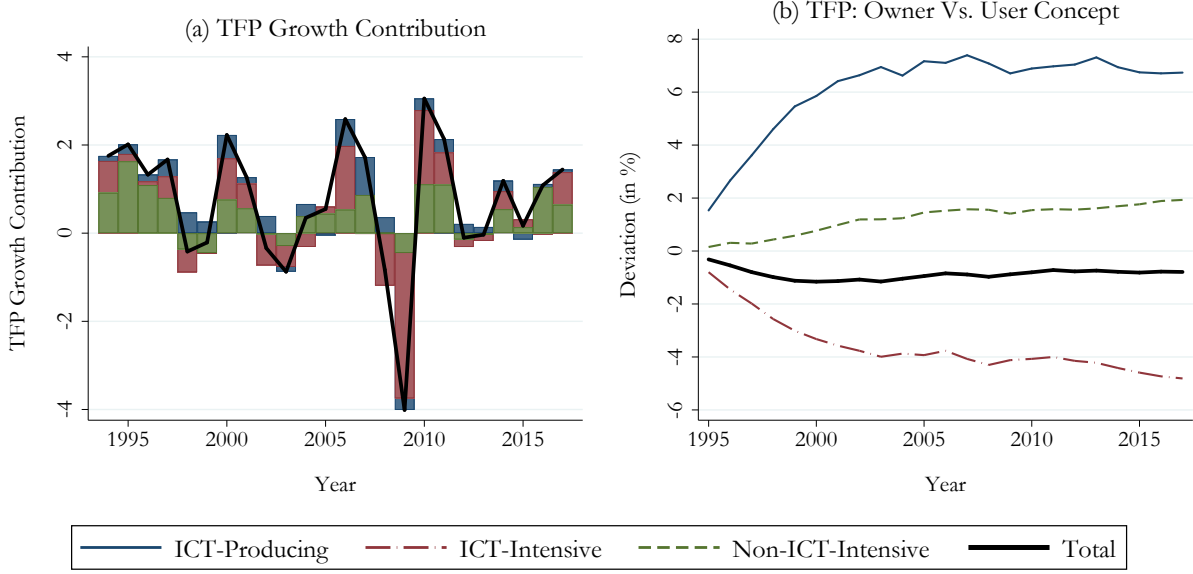 (a) TFP Growth Contribution
TFP Growth Contribution
4
2
0
-2
-4
1995
2000
2005
2010
2015
Year
(b) TFP: Owner Vs. User Concept
Deviation (in %)
8
6
4
2
0
-2
-4
-6
1995
2000
2005
2010
2015
Year
ICT-Producing
ICT-Intensive
Non-ICT-Intensive
Total